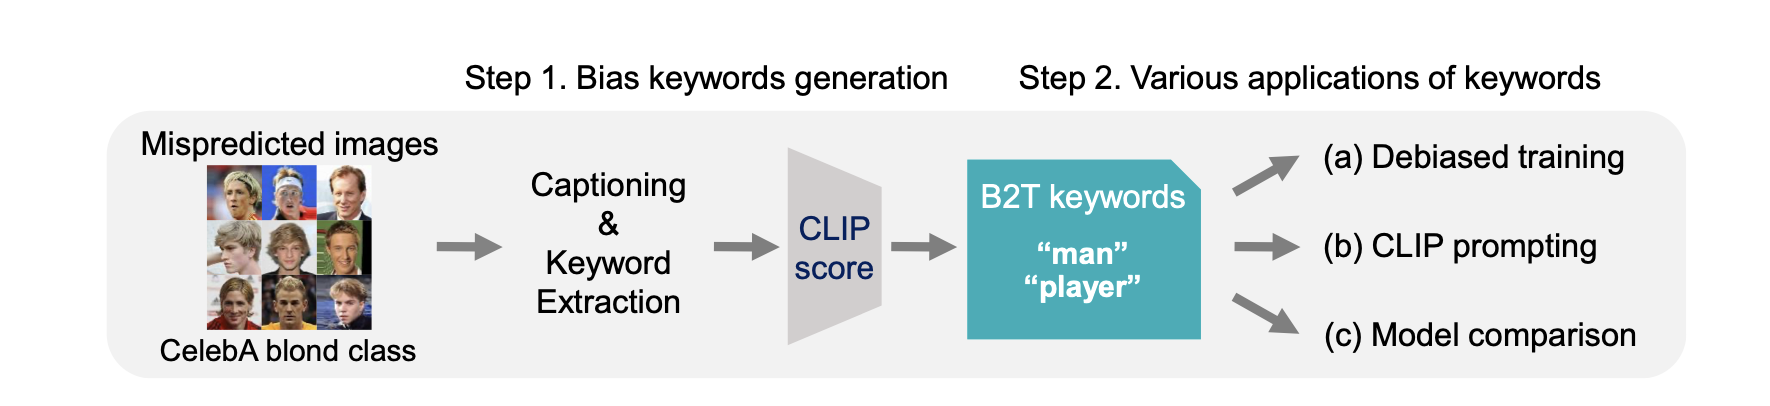 Step 1. Bias keywords generation
Step 2. Various applications of keywords
Mispredicted images
CelebA blond class
Captioning
&
Keyword
Extraction
CLIP
score
B2T keywords
“man”
“player”
(a) Debiased training
(b) CLIP prompting
(c) Model comparison